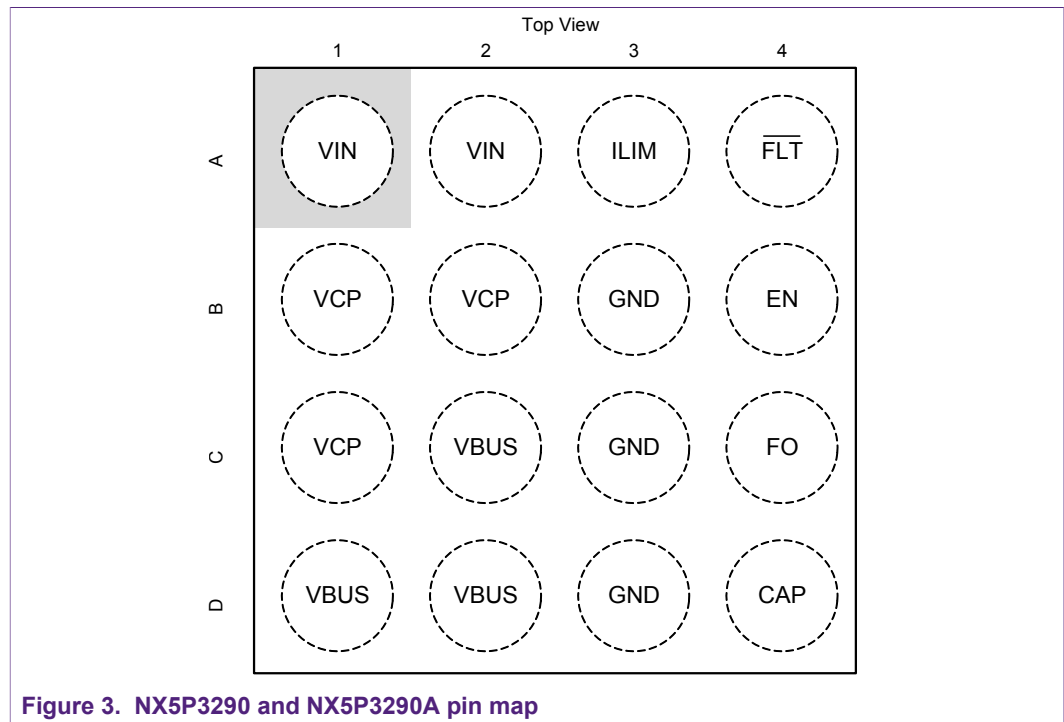 Top View
1 2 3 4
A VIN VIN ILIM F̅L̅T̅
B VCP VCP GND EN
C VCP VBUS GND FO
D VBUS VBUS GND CAP
Figure 3. NX5P3290 and NX5P3290A pin map